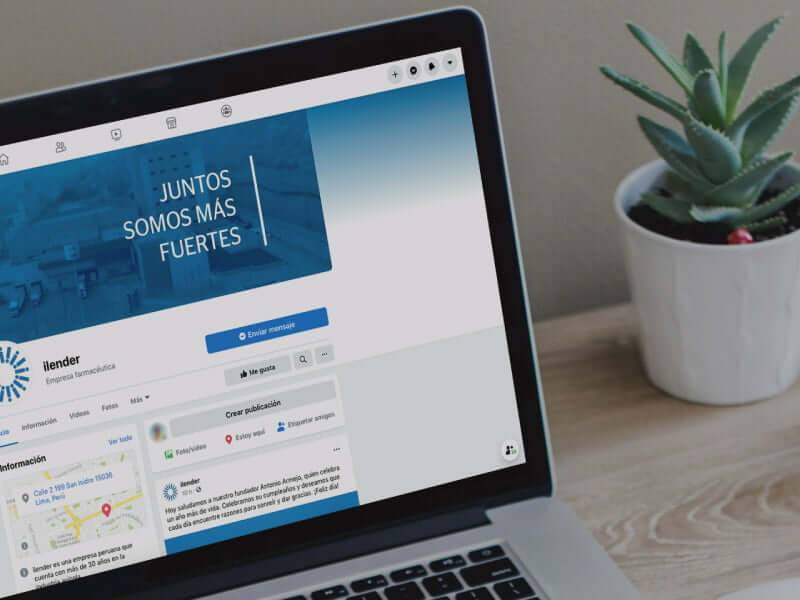 JUNTOS
SOMOS MÁS
FUERTES
ilender
Empresa farmacéutica
Enviar mensaje
Me gusta
Información
Videos
Fotos
Más
Información
Ver todo
Calle 2 199 San Isidro 15036
Lima, Perú
ilender es una empresa peruana que
cuenta con más de 30 años en la
Crear publicación
Foto/video
Estoy aquí
Etiquetar amigos
ilender
10 h
Hoy saludamos a nuestro fundador Antonio Armejo, quien celebra
un año más de vida. Celebramos su cumpleaños y deseamos que
cada día encuentre razones para sonreír y dar gracias. ¡Feliz día!